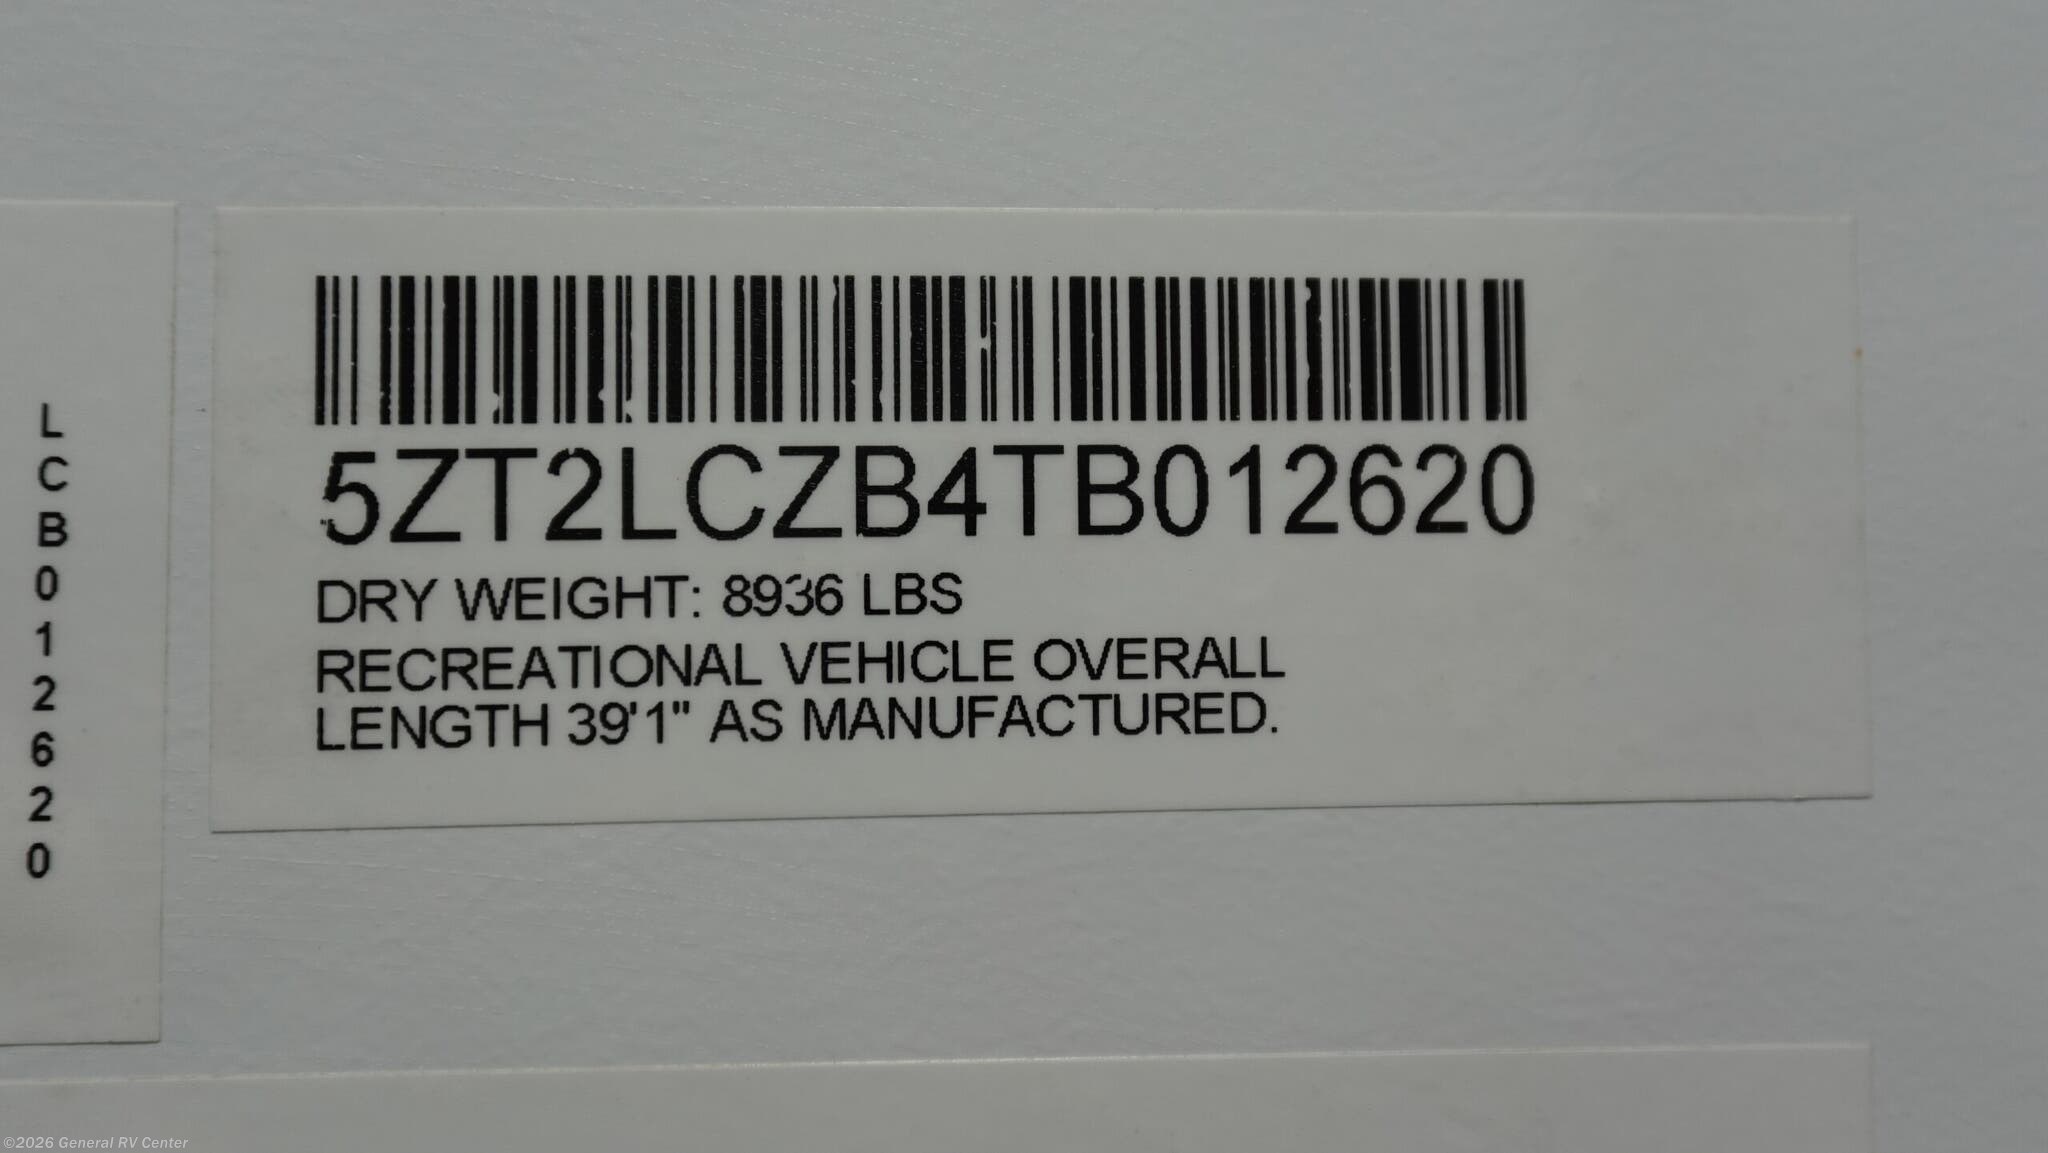 L
C
B
0
1
2
6
2
0
5ZT2LCZB4TB012620
DRY WEIGHT: 8936 LBS
RECREATIONAL VEHICLE OVERALL
LENGTH 39'1" AS MANUFACTURED.
©2026 General RV Center